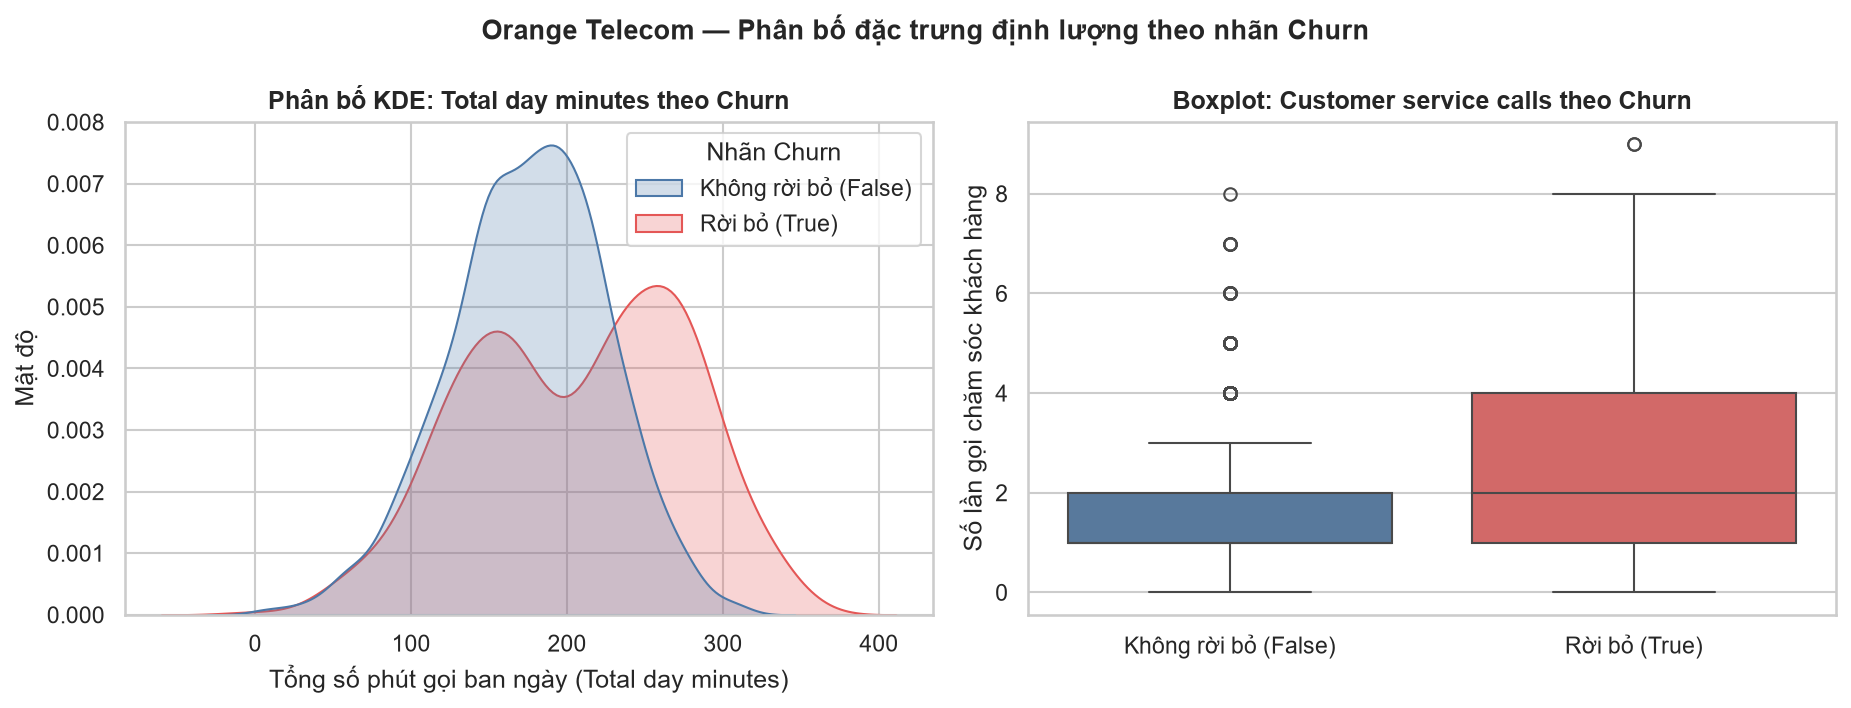 Orange Telecom — Phân bố đặc trưng định lượng theo nhãn Churn
Phân bố KDE: Total day minutes theo Churn
0.008
0.007
0.006
0.005
0.004
0.003
0.002
0.001
0.000
Mật độ
Nhãn Churn
Không rời bỏ (False)
Rời bỏ (True)
0 100 200 300 400
Tổng số phút gọi ban ngày (Total day minutes)
Boxplot: Customer service calls theo Churn
Số lần gọi chăm sóc khách hàng
8
6
4
2
0
Không rời bỏ (False) Rời bỏ (True)